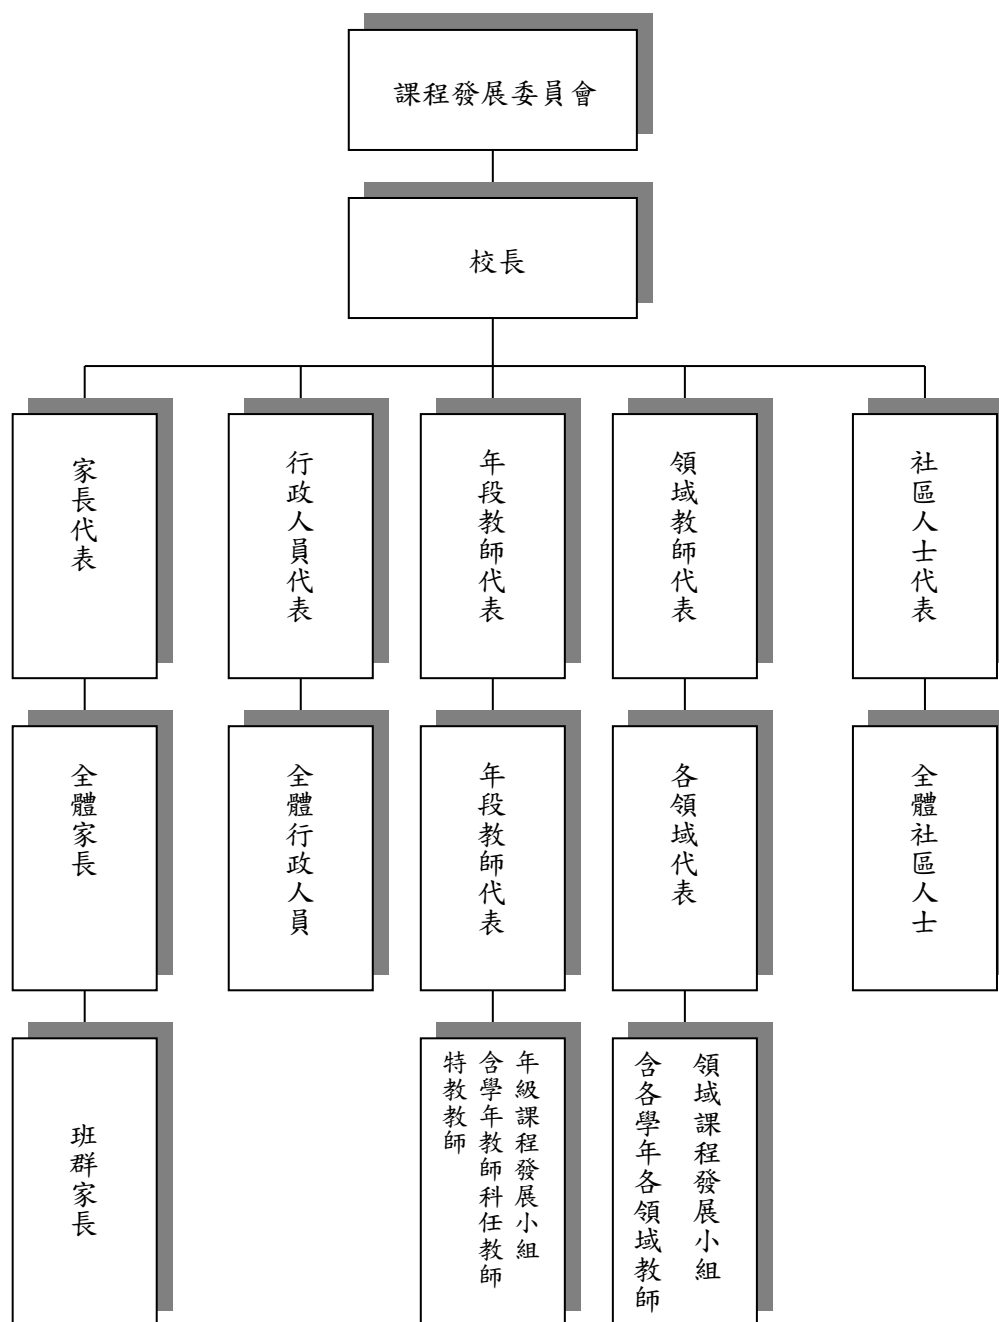 課程發展委員會
校長
家長代表
行政人員代表
年段教師代表
領域教師代表
社區人士代表
全體家長
全體行政人員
年段教師代表
各領域代表
全體社區人士
班群家長
年級課程發展小組
含學年教師科任教師
特教教師
領域課程發展小組
含各學年各領域教師